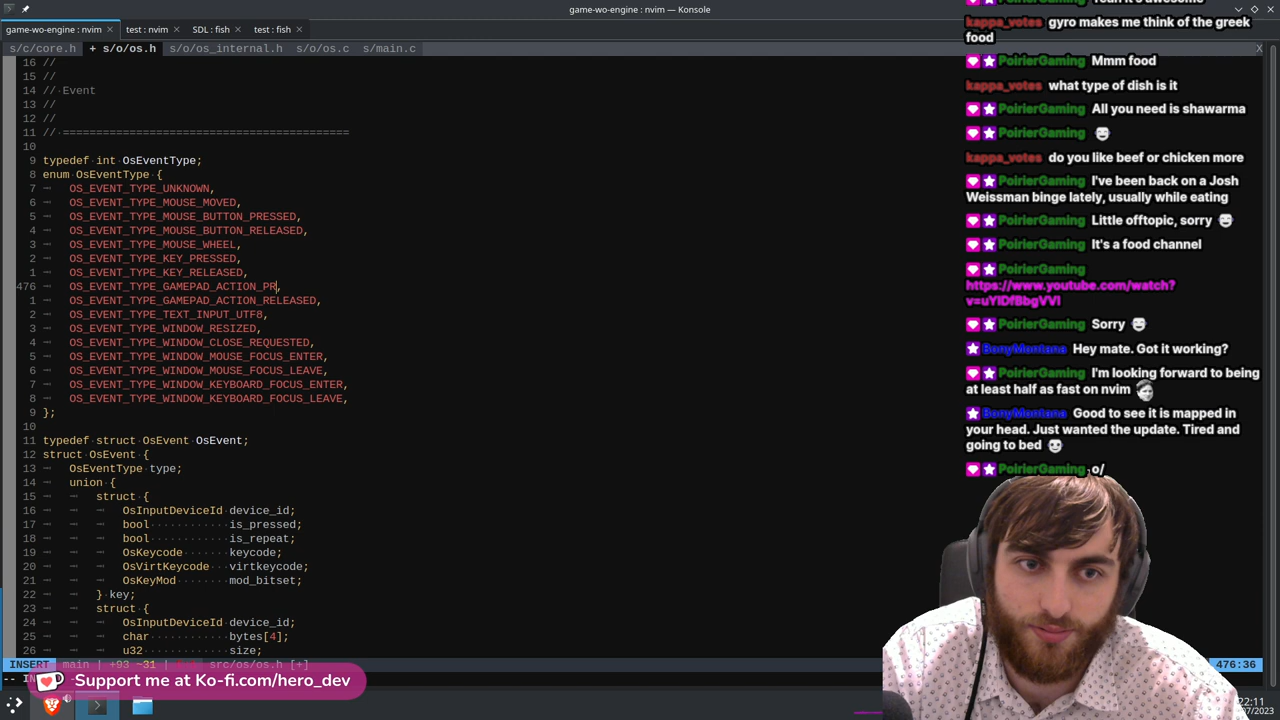 game-wo-engine : nvim — Konsole
game-wo-engine : nvim
test : nvim
SDL : fish
test : fish
s/c/core.h
+ s/o/os.h
s/o/os_internal.h
s/o/os.c
s/main.c
X
16 //
15 //
14 // Event
13 //
12 //
11 // ===========================================
10
9 typedef int OsEventType;
8 enum OsEventType {
7 OS_EVENT_TYPE_UNKNOWN,
6 OS_EVENT_TYPE_MOUSE_MOVED,
5 OS_EVENT_TYPE_MOUSE_BUTTON_PRESSED,
4 OS_EVENT_TYPE_MOUSE_BUTTON_RELEASED,
3 OS_EVENT_TYPE_MOUSE_WHEEL,
2 OS_EVENT_TYPE_KEY_PRESSED,
1 OS_EVENT_TYPE_KEY_RELEASED,
476 OS_EVENT_TYPE_GAMEPAD_ACTION_PR,
1 OS_EVENT_TYPE_GAMEPAD_ACTION_RELEASED,
2 OS_EVENT_TYPE_TEXT_INPUT_UTF8,
3 OS_EVENT_TYPE_WINDOW_RESIZED,
4 OS_EVENT_TYPE_WINDOW_CLOSE_REQUESTED,
5 OS_EVENT_TYPE_WINDOW_MOUSE_FOCUS_ENTER,
6 OS_EVENT_TYPE_WINDOW_MOUSE_FOCUS_LEAVE,
7 OS_EVENT_TYPE_WINDOW_KEYBOARD_FOCUS_ENTER,
8 OS_EVENT_TYPE_WINDOW_KEYBOARD_FOCUS_LEAVE,
9 };
10
11 typedef struct OsEvent OsEvent;
12 struct OsEvent {
13 OsEventType type;
14 union {
15 struct {
16 OsInputDeviceId device_id;
17 bool is_pressed;
18 bool is_repeat;
19 OsKeycode keycode;
20 OsVirtKeycode virtkeycode;
21 OsKeyMod mod_bitset;
22 } key;
23 struct {
24 OsInputDeviceId device_id;
25 char bytes[4];
26 u32 size;
INSERT main | +93 ~31 src/os/os.h [+]
476:36
Support me at Ko-fi.com/hero_dev
kappa_votes gyro makes me think of the greek
food
PoirierGaming Mmm food
kappa_votes what type of dish is it
PoirierGaming All you need is shawarma
PoirierGaming
kappa_votes do you like beef or chicken more
PoirierGaming I've been back on a Josh
Weissman binge lately, usually while eating
PoirierGaming Little offtopic, sorry
PoirierGaming It's a food channel
PoirierGaming
https://www.youtube.com/watch?
v=uYlDfBbgVVI
PoirierGaming Sorry
BonyMontana Hey mate. Got it working?
PoirierGaming I'm looking forward to being
at least half as fast on nvim
BonyMontana Good to see it is mapped in
your head. Just wanted the update. Tired and
going to bed
PoirierGaming o/
22:11